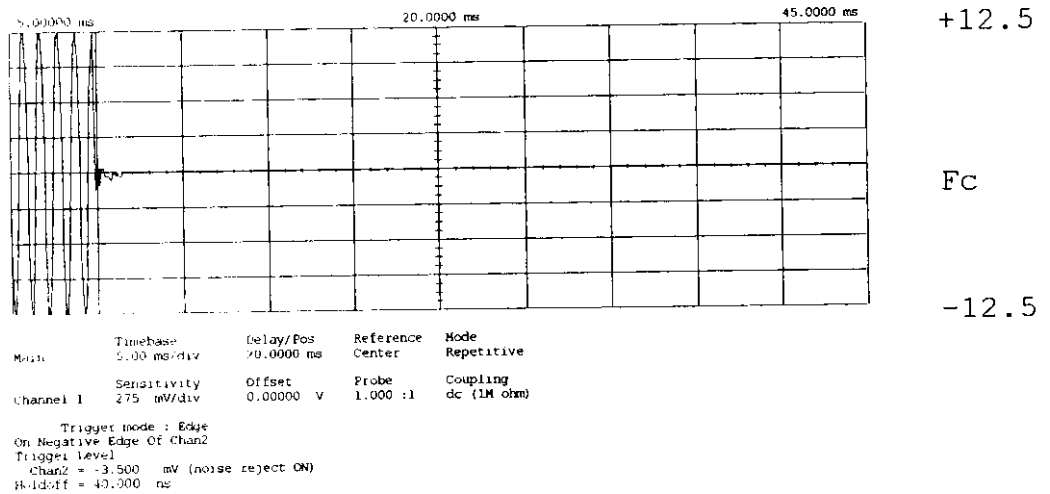 5.00000 ms 20.0000 ms 45.0000 ms +12.5
Fc
-12.5
Timebase Delay/Pos Reference Mode
Main 5.00 ms/div 20.0000 ms Center Repetitive
Sensitivity Offset Probe Coupling
Channel 1 275 mV/div 0.00000 V 1.000 :1 dc (1M ohm)
Trigger mode : Edge
On Negative Edge Of Chan2
Trigger Level
Chan2 = -3.500 mV (noise reject ON)
Holdoff = 40.000 ns